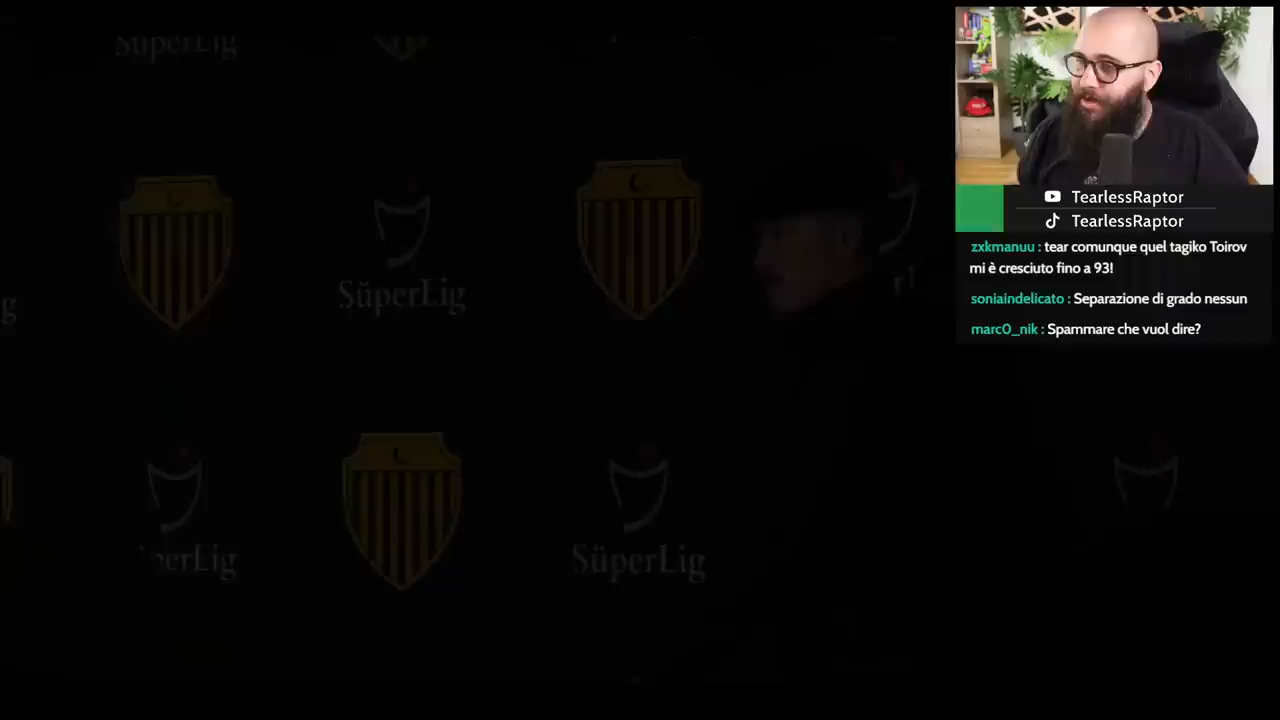 SüperLig
TearlessRaptor
TearlessRaptor
zxkmanuu : tear comunque quel tagiko Toirov
mi è cresciuto fino a 93!
SüperLig
soniaindelicato : Separazione di grado nessun
marc0_nik : Spammare che vuol dire?
SüperLig